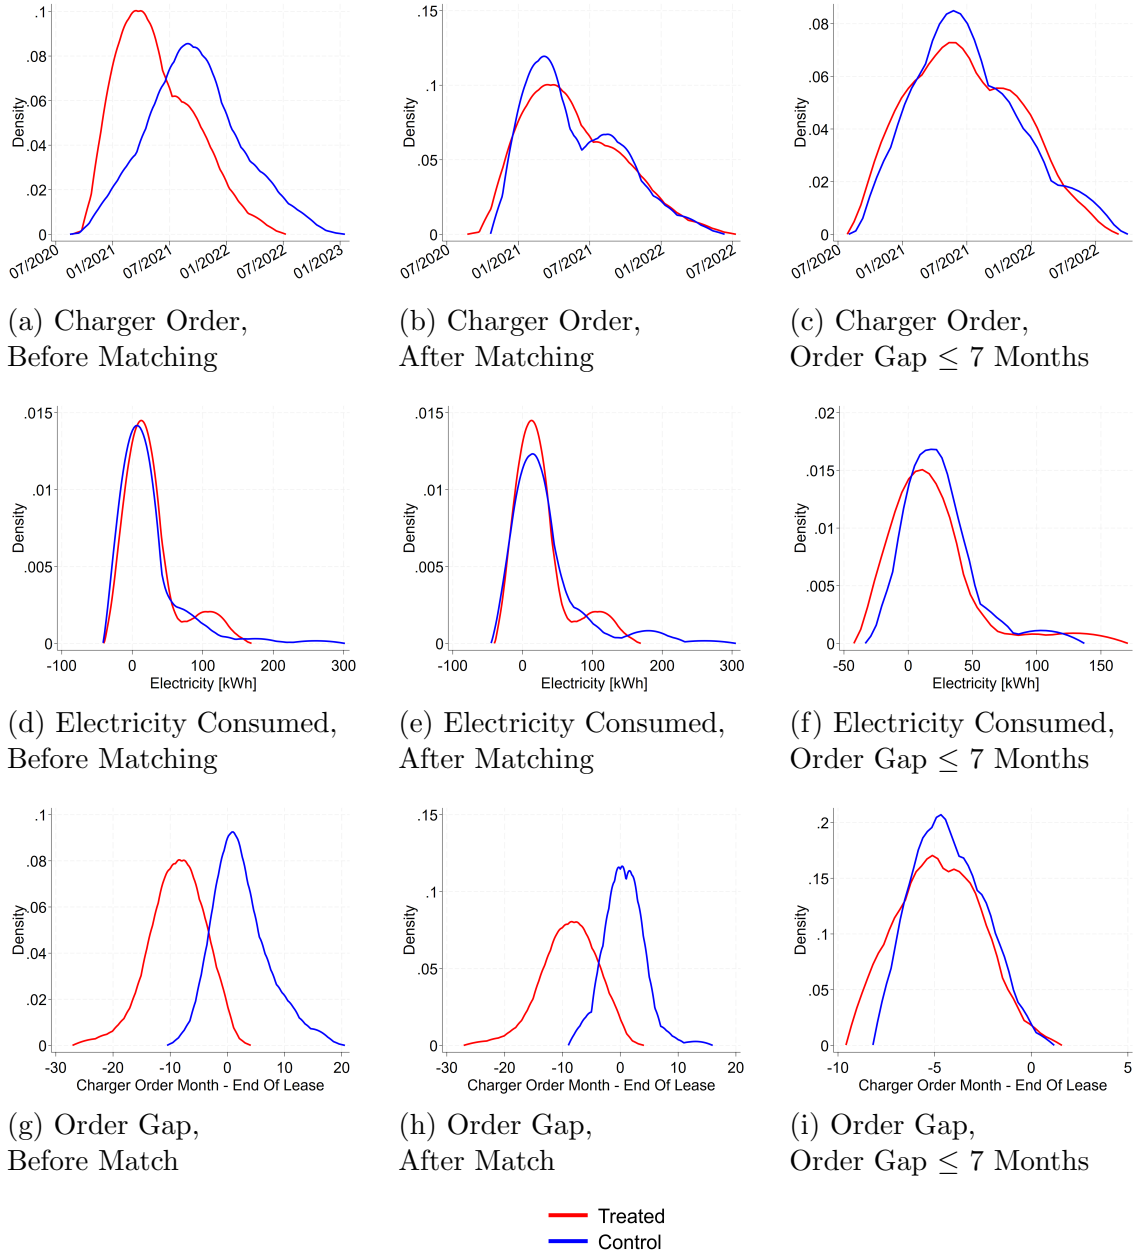 .1
.08
.06
.04
.02
0
Density
07/2020
01/2021
07/2021
01/2022
07/2022
01/2023
(a) Charger Order,
Before Matching
.15
.1
.05
0
Density
07/2020
01/2021
07/2021
01/2022
07/2022
(b) Charger Order,
After Matching
.08
.06
.04
.02
0
Density
07/2020
01/2021
07/2021
01/2022
07/2022
(c) Charger Order,
Order Gap ≤ 7 Months
.015
.01
.005
0
Density
-100 0 100 200 300
Electricity [kWh]
(d) Electricity Consumed,
Before Matching
.015
.01
.005
0
Density
-100 0 100 200 300
Electricity [kWh]
(e) Electricity Consumed,
After Matching
.02
.015
.01
.005
0
Density
-50 0 50 100 150
Electricity [kWh]
(f) Electricity Consumed,
Order Gap ≤ 7 Months
.1
.08
.06
.04
.02
0
Density
-30 -20 -10 0 10 20
Charger Order Month - End Of Lease
(g) Order Gap,
Before Match
.15
.1
.05
0
Density
-30 -20 -10 0 10 20
Charger Order Month - End Of Lease
(h) Order Gap,
After Match
.2
.15
.1
.05
0
Density
-10 -5 0 5
Charger Order Month - End Of Lease
(i) Order Gap,
Order Gap ≤ 7 Months
Treated
Control